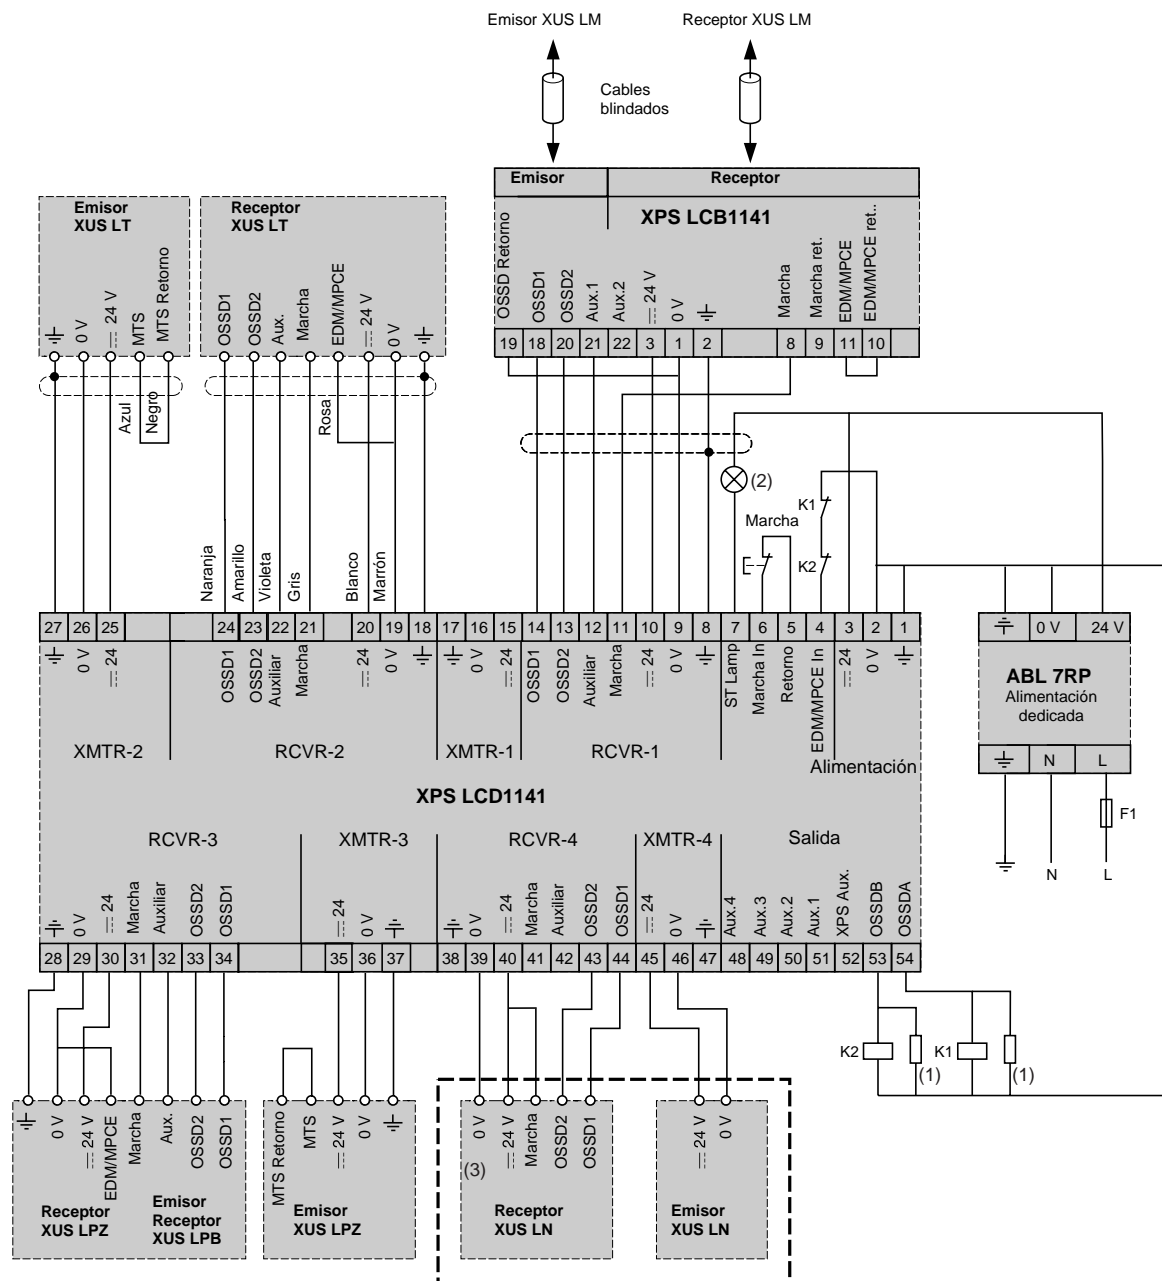 Emisor XUS LM
Receptor XUS LM
Cables
blindados
Emisor
Receptor
XPS LCB1141
OSSD Retorno
OSSD1
OSSD2
Aux.1
Aux.2
24 V
0 V
Marcha
Marcha ret.
EDM/MPCE
EDM/MPCE ret..
19 18 20 21 22 3 1 2 8 9 11 10
Emisor
XUS LT
0 V
24 V
MTS
MTS Retorno
Receptor
XUS LT
OSSD1
OSSD2
Aux.
Marcha
EDM/MPCE
24 V
0 V
Azul
Negro
Rosa
Naranja
Amarillo
Violeta
Gris
Blanco
Marrón
(2)
Marcha
K1
K2
27 26 25 24 23 22 21 20 19 18 17 16 15 14 13 12 11 10 9 8 7 6 5 4 3 2 1
0 V
24
OSSD1
OSSD2
Auxiliar
Marcha
24
0 V
0 V
24
OSSD1
OSSD2
Auxiliar
Marcha
24
0 V
ST Lamp
Marcha In
Retorno
EDM/MPCE In
24
0 V
XMTR-2
RCVR-2
XMTR-1
RCVR-1
Alimentación
XPS LCD1141
RCVR-3
XMTR-3
RCVR-4
XMTR-4
Salida
0 V
24
Marcha
Auxiliar
OSSD2
OSSD1
24
0 V
0 V
24
Marcha
Auxiliar
OSSD2
OSSD1
24
0 V
Aux.4
Aux.3
Aux.2
Aux.1
XPS Aux.
OSSDB
OSSDA
28 29 30 31 32 33 34 35 36 37 38 39 40 41 42 43 44 45 46 47 48 49 50 51 52 53 54
0 V
24 V
ABL 7RP
Alimentación
dedicada
N
L
F1
N
L
K2
(1)
K1
(1)
0 V
24 V
EDM/MPCE
Marcha
Aux.
OSSD2
OSSD1
Receptor
XUS LPZ
Emisor
Receptor
XUS LPB
MTS Retorno
MTS
24 V
0 V
Emisor
XUS LPZ
0 V
(3)
24 V
Marcha
OSSD2
OSSD1
Receptor
XUS LN
24 V
0 V
Emisor
XUS LN